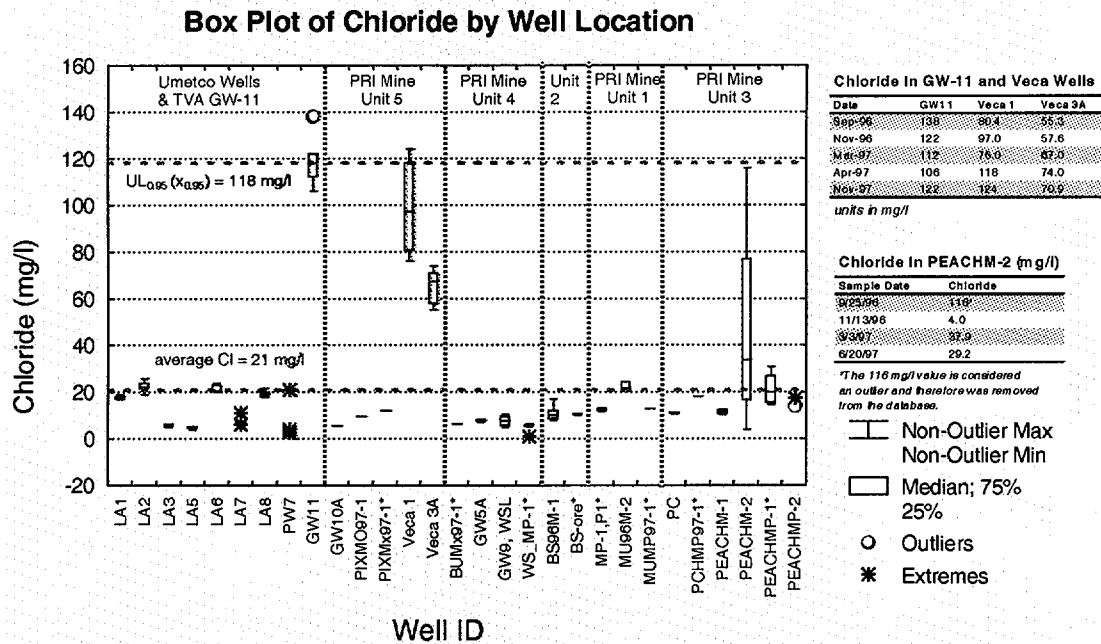 Box Plot of Chloride by Well Location
160
140
120
100
80
60
40
20
0
-20
Chloride (mg/l)
Umetco Wells
& TVA GW-11
PRI Mine
Unit 5
PRI Mine
Unit 4
Unit
2
PRI Mine
Unit 1
PRI Mine
Unit 3
UL0.95 (x0.95) = 118 mg/l
average Cl = 21 mg/l
LA1
LA2
LA3
LA5
LA6
LA7
LA8
PW7
GW11
GW10A
PIXMO97-1
PIXMx97-1*
Veca 1
Veca 3A
BUMx97-1*
GW5A
GW9, WSL
WS_MP-1*
BS96M-1
BS-ore*
MP-1,P1*
MU96M-2
MUMP97-1*
PC
PCHMP97-1*
PEACHM-1
PEACHM-2
PEACHMP-1*
PEACHMP-2
Well ID
Chloride In GW-11 and Veca Wells
Date GW11 Veca 1 Veca 3A
Sep-96 138 80.4 55.3
Nov-96 122 97.0 57.6
Mar-97 112 76.0 67.0
Apr-97 106 118 74.0
Nov-97 122 124 70.9
units in mg/l
Chloride In PEACHM-2 (mg/l)
Sample Date Chloride
9/25/96 116*
11/13/96 4.0
3/3/97 37.9
6/20/97 29.2
*The 116 mg/l value is considered
an outlier and therefore was removed
from the database.
Non-Outlier Max
Non-Outlier Min
Median; 75%
25%
Outliers
Extremes